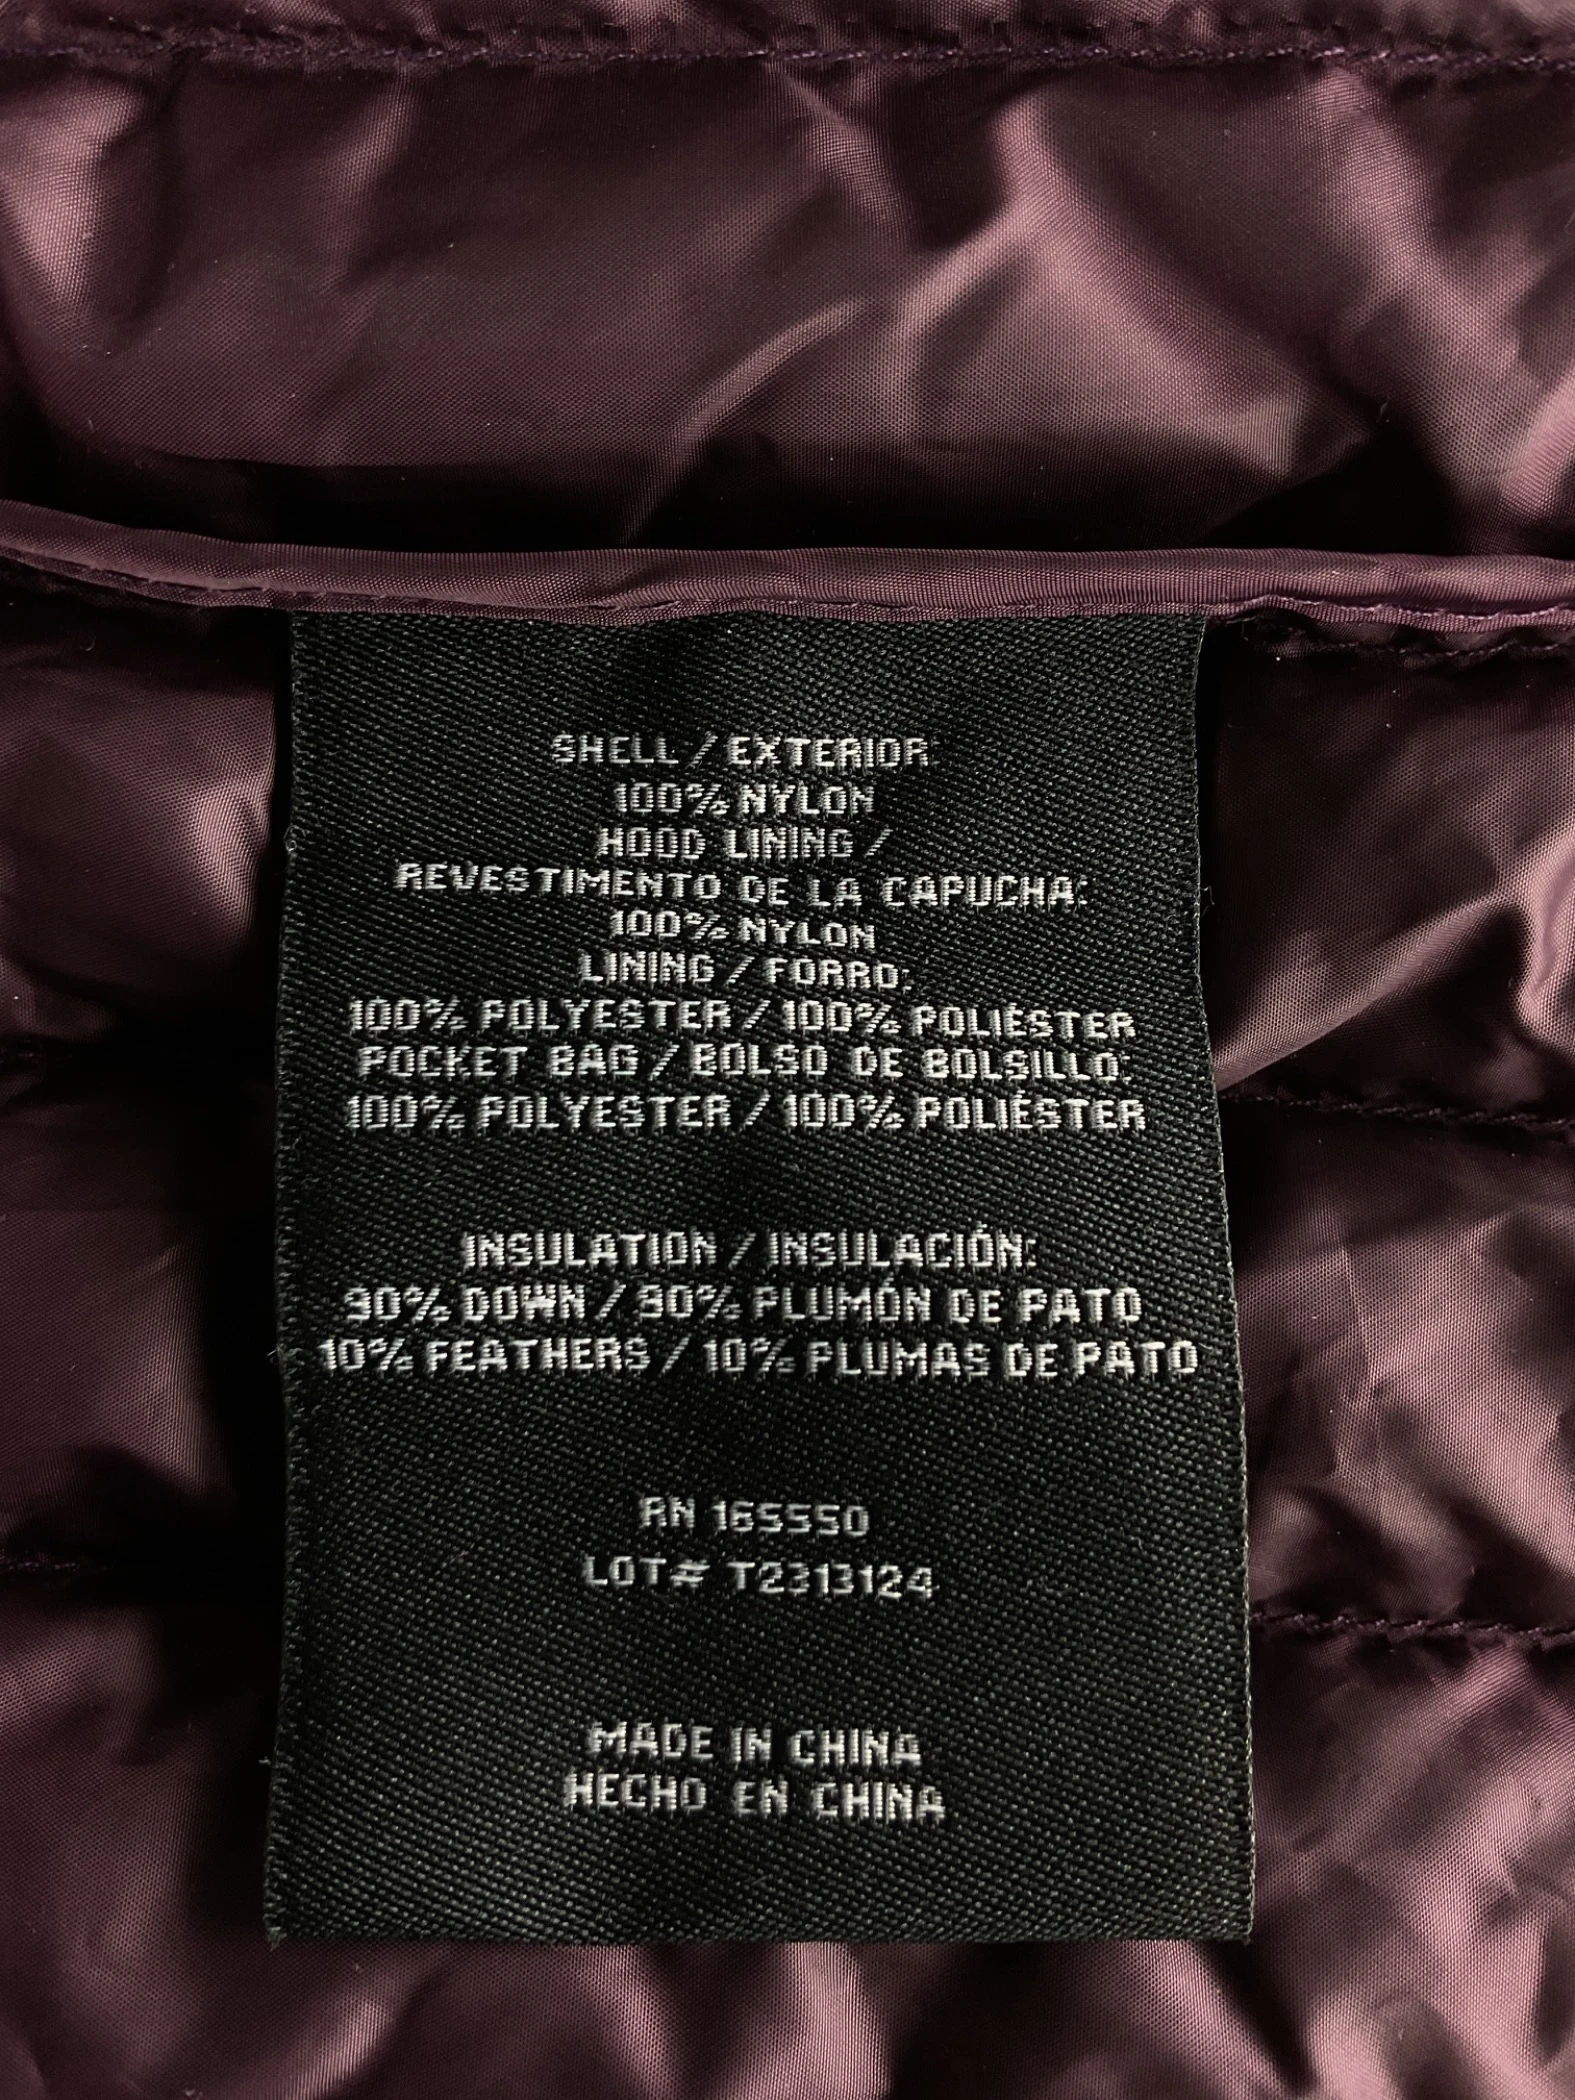 SHELL / EXTERIOR
100% NYLON
HOOD LINING /
REVESTIMENTO DE LA CAPUCHA:
100% NYLON
LINING / FORRO:
100% POLYESTER / 100% POLIÉSTER
POCKET BAG / BOLSO DE BOLSILLO:
100% POLYESTER / 100% POLIÉSTER
INSULATION / INSULACIÓN:
90% DOWN / 90% PLUMÓN DE PATO
10% FEATHERS / 10% PLUMAS DE PATO
RN 165550
LOT# T2313124
MADE IN CHINA
HECHO EN CHINA